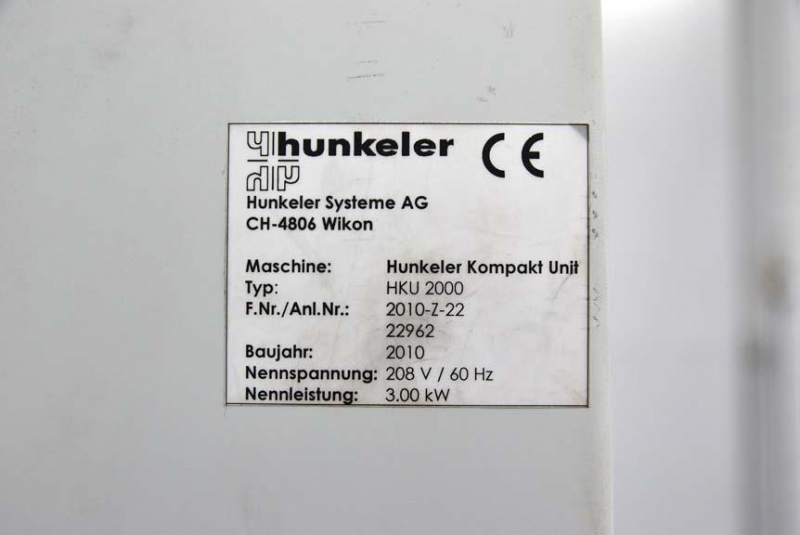 hunkeler CE
Hunkeler Systeme AG
CH-4806 Wikon
Maschine: Hunkeler Kompakt Unit
Typ: HKU 2000
F.Nr./Anl.Nr.: 2010-Z-22
22962
Baujahr: 2010
Nennspannung: 208 V / 60 Hz
Nennleistung: 3.00 kW